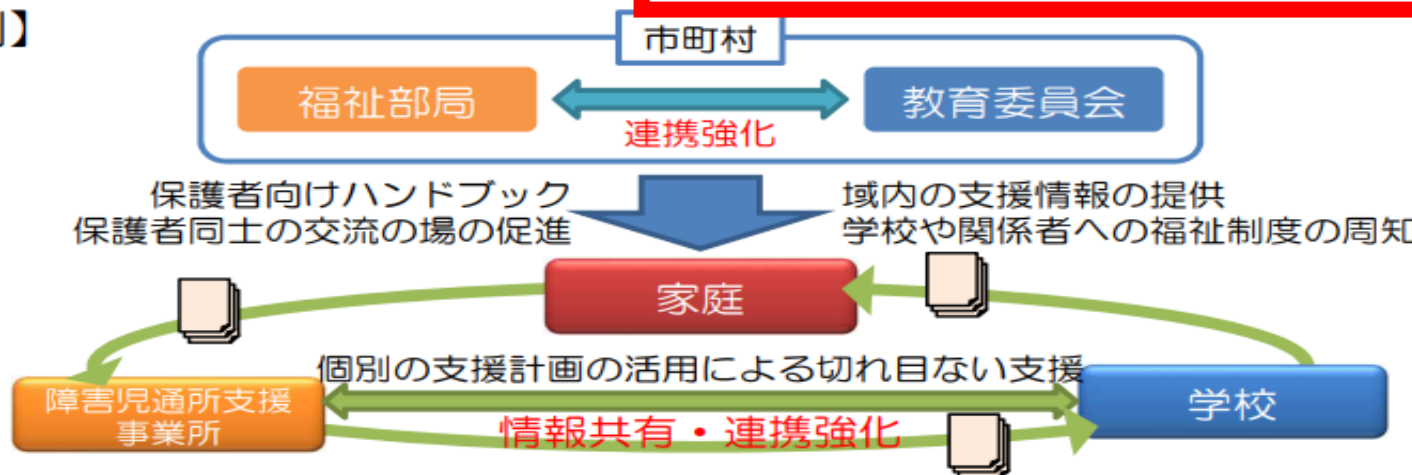 】
市町村
福祉部局
教育委員会
連携強化
保護者向けハンドブック
保護者同士の交流の場の促進
域内の支援情報の提供
学校や関係者への福祉制度の周知
家庭
個別の支援計画の活用による切れ目ない支援
障害児通所支援
事業所
学校
情報共有・連携強化